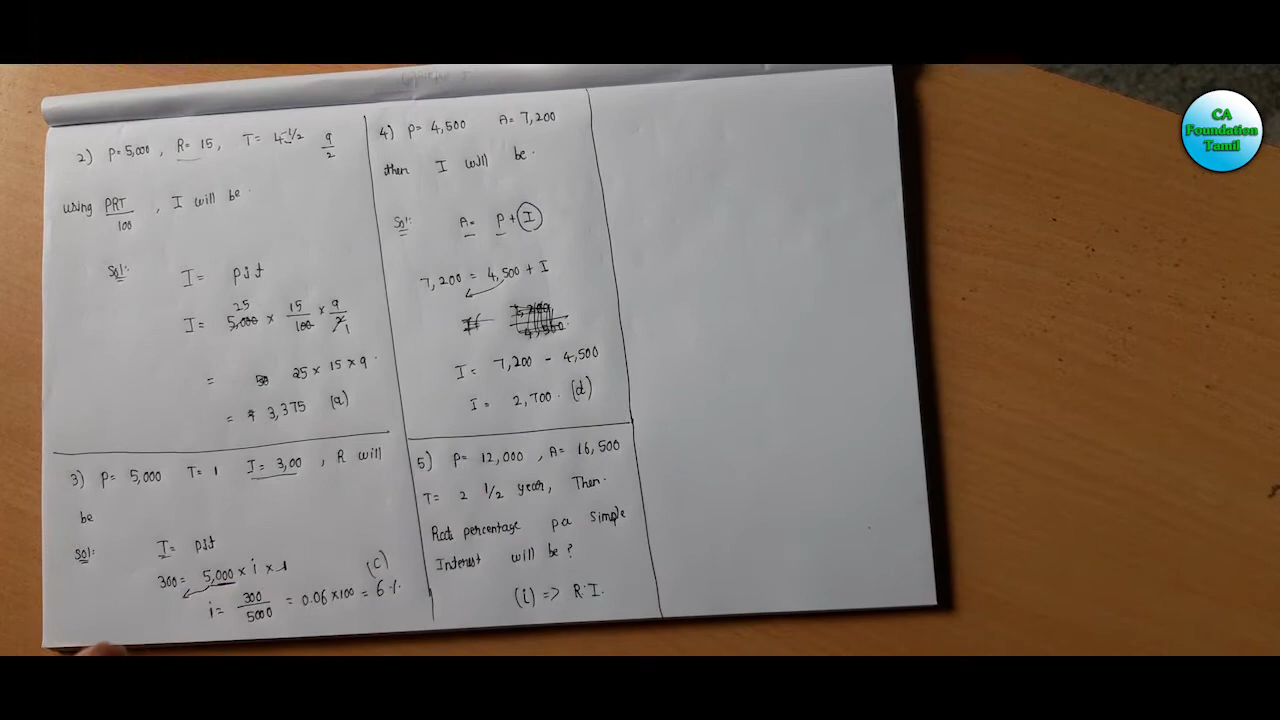 2) P=5,000 , R= 15, T= 4 1/2 9/2
using PRT/100 , I will be.
Sol:
I= pit
25
I= 5,000 × 15/100 × 9/2 1
= 25 × 15 × 9.
= 3,375 (a)
3) P= 5,000 T= 1 I= 3,00 , R will
be
Sol: I= pit
300= 5,000 × i × 1
i= 300/5000 = 0.06 ×100 = 6% (C)
4) P= 4,500 A= 7,200
then I will be.
Sol: A= P + I
7,200 = 4,500 + I
I= 7,200 - 4,500
I= 2,700. (d)
5) P= 12,000 , A= 16,500
T= 2 1/2 year, Then.
percentage simple
Interest will be?
(i) => R.I.
CA
Foundation
Tamil